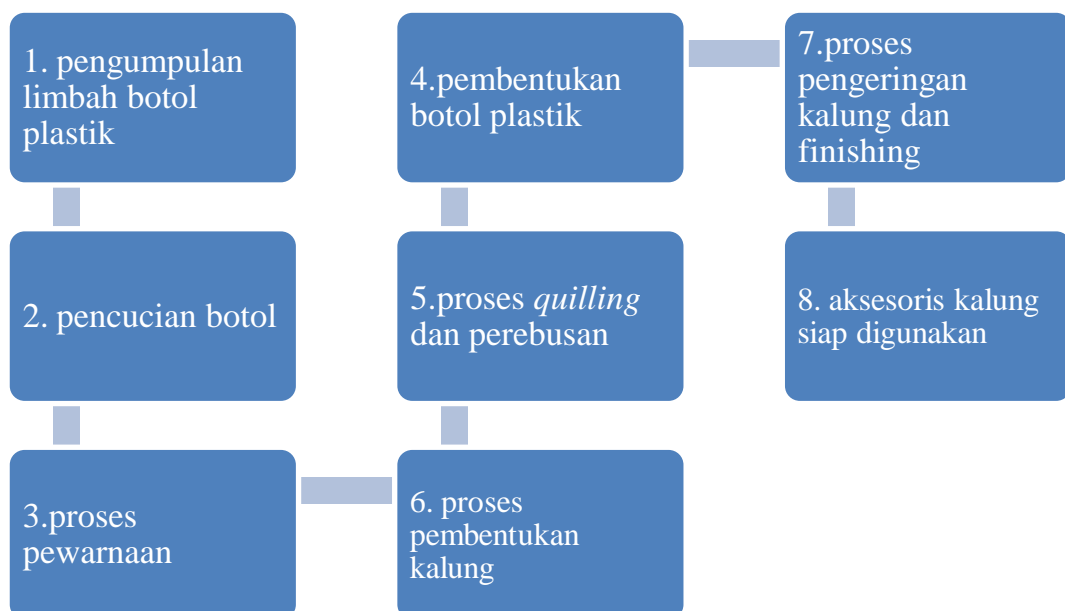 1. pengumpulan
limbah botol
plastik
2. pencucian botol
3.proses
pewarnaan
4.pembentukan
botol plastik
5.proses quilling
dan perebusan
6. proses
pembentukan
kalung
7.proses
pengeringan
kalung dan
finishing
8. aksesoris kalung
siap digunakan